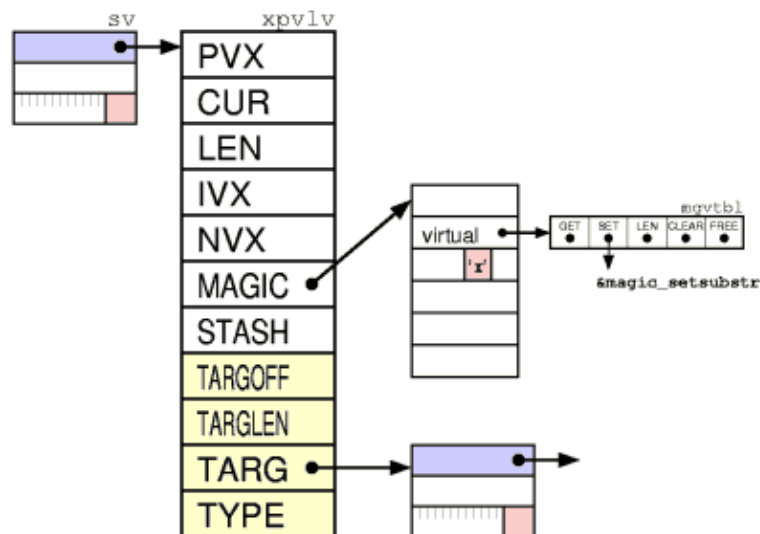 sv
xpvlv
PVX
CUR
LEN
IVX
NVX
MAGIC
STASH
TARGOFF
TARGLEN
TARG
TYPE
virtual
'x'
mgvtbl
GET SET LEN CLEAR FREE
&magic_setsubstr